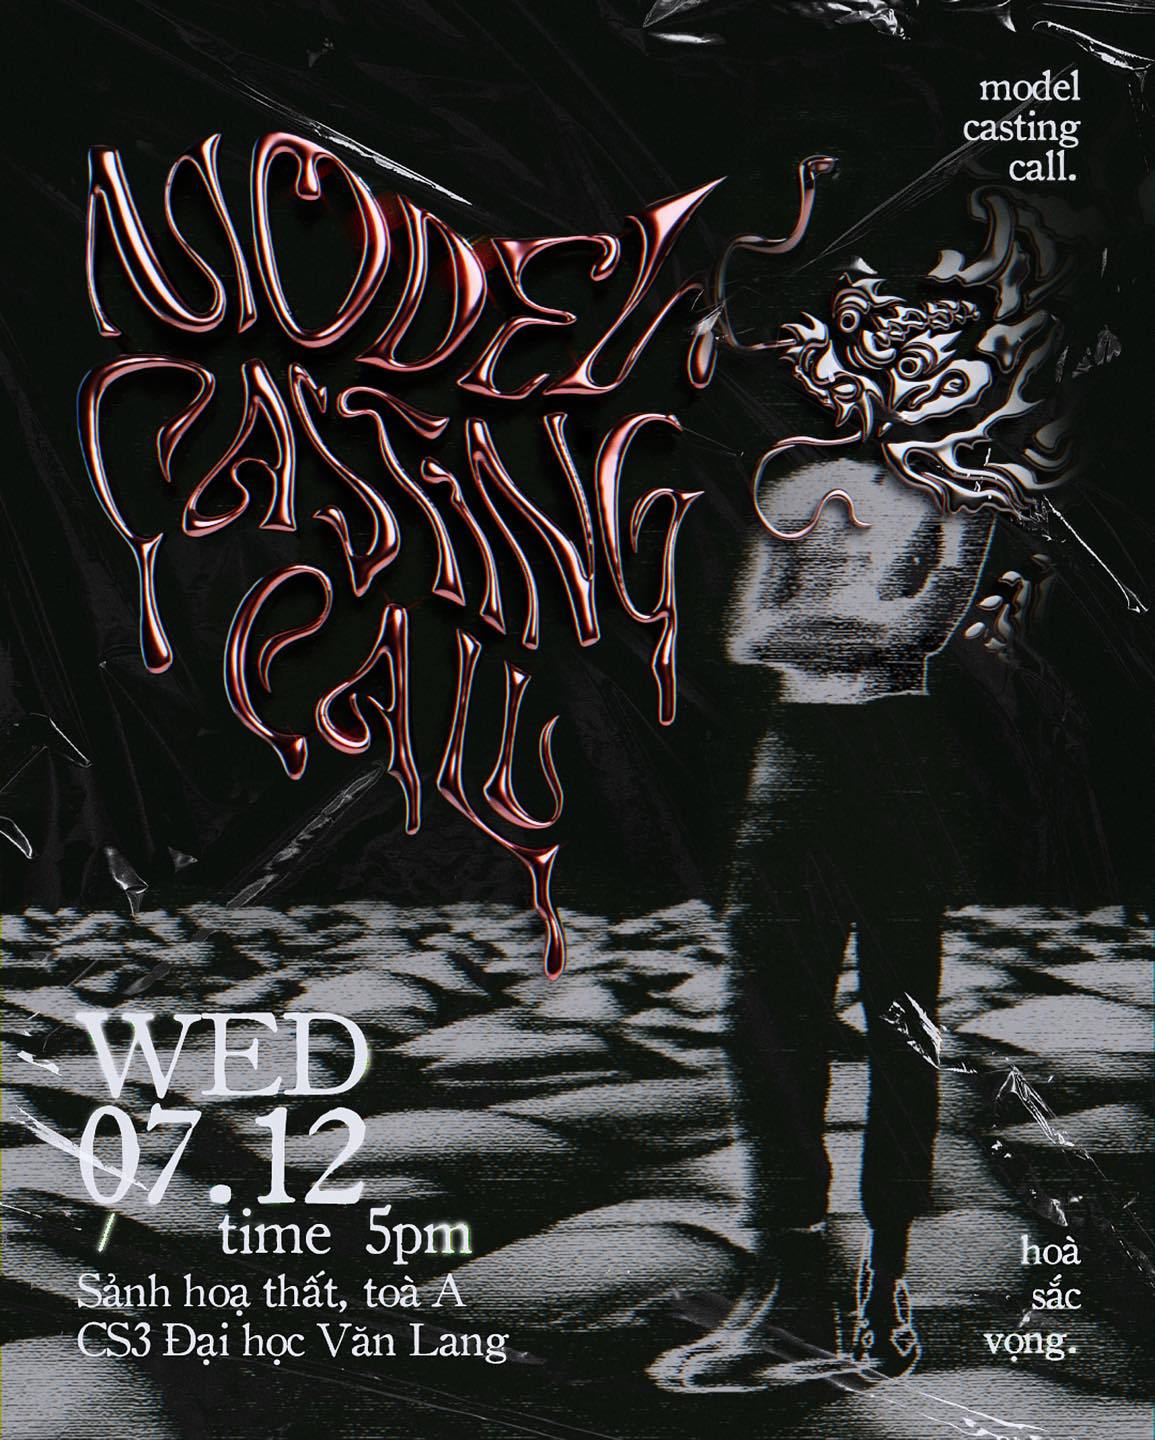 model
casting
call.
MODEL
CASTING
CALL
WED
07.12
/ time 5pm
Sảnh hoạ thất, toà A
CS3 Đại học Văn Lang
hoà
sắc
vọng.